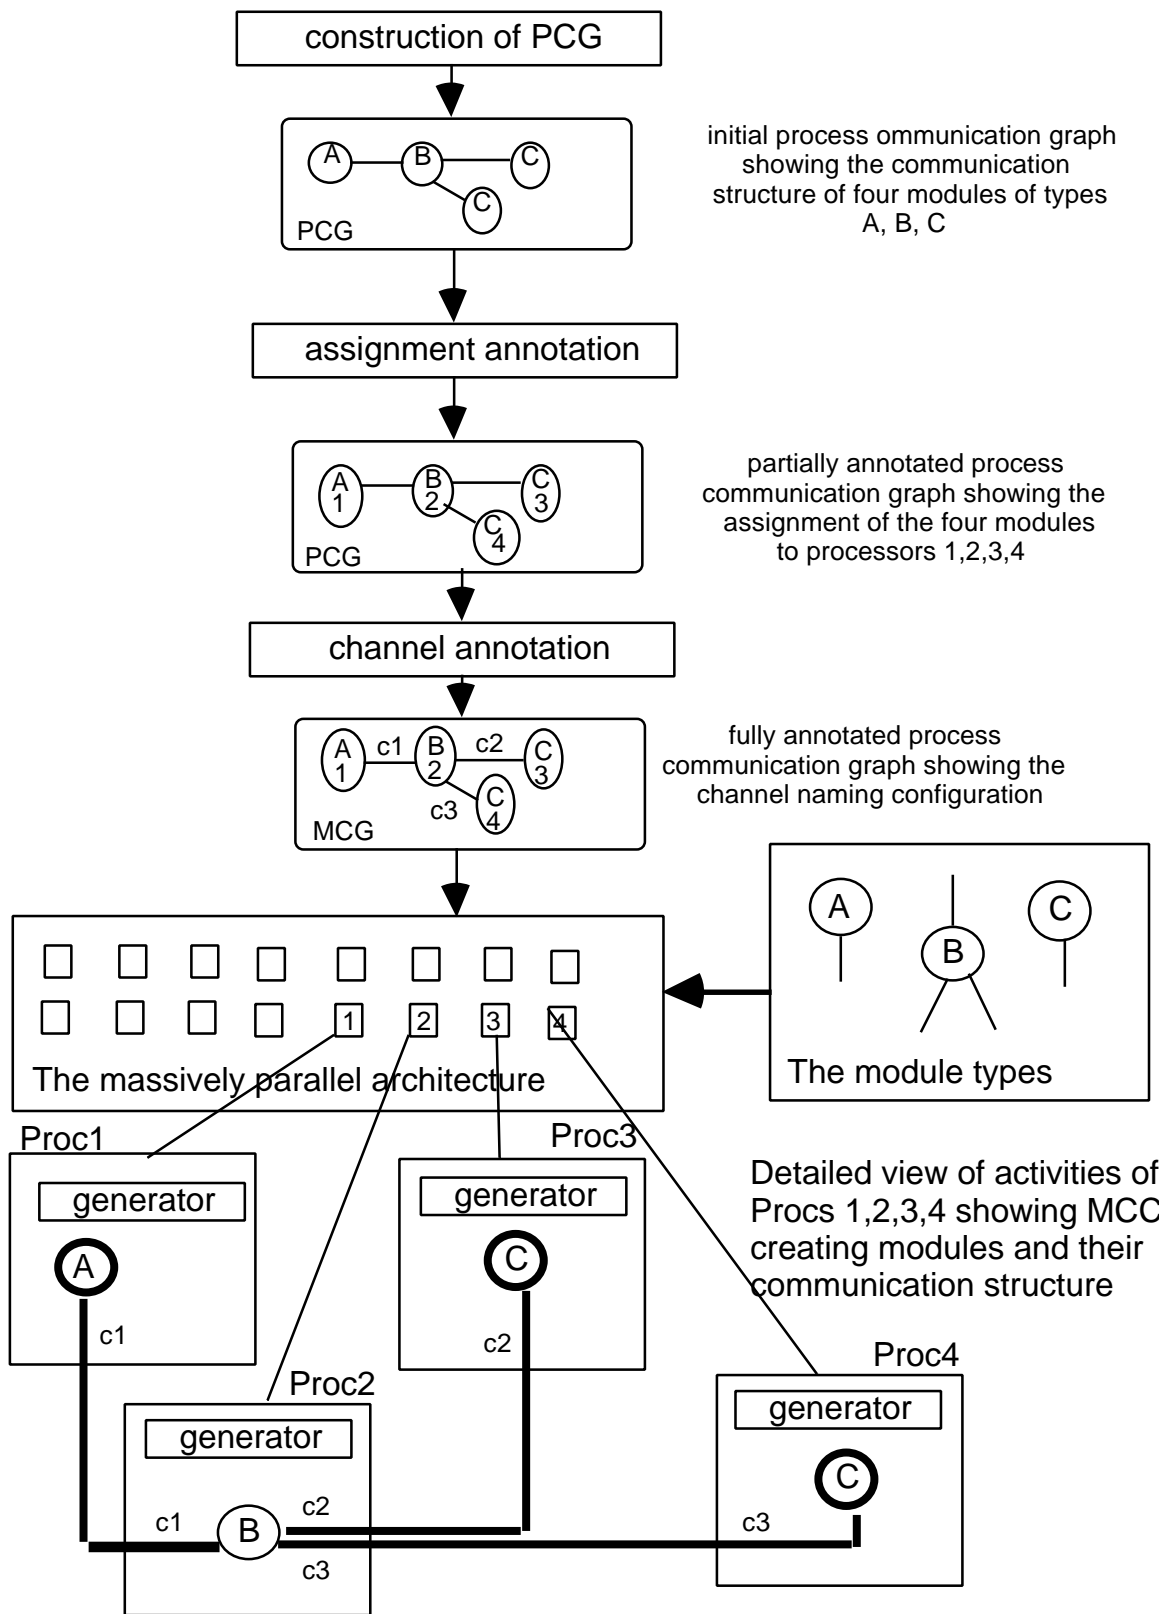 construction of PCG
A
B
C
C
PCG
initial process ommunication graph
showing the communication
structure of four modules of types
A, B, C
assignment annotation
A
1
B
2
C
3
C
4
PCG
partially annotated process
communication graph showing the
assignment of the four modules
to processors 1,2,3,4
channel annotation
A
1
c1
B
2
c2
C
3
c3
C
4
MCG
fully annotated process
communication graph showing the
channel naming configuration
A
B
C
The module types
1
2
3
4
The massively parallel architecture
Proc1
generator
A
c1
Proc3
generator
C
c2
Detailed view of activities of
Procs 1,2,3,4 showing MCC
creating modules and their
communication structure
Proc2
generator
c1
B
c2
c3
Proc4
generator
C
c3